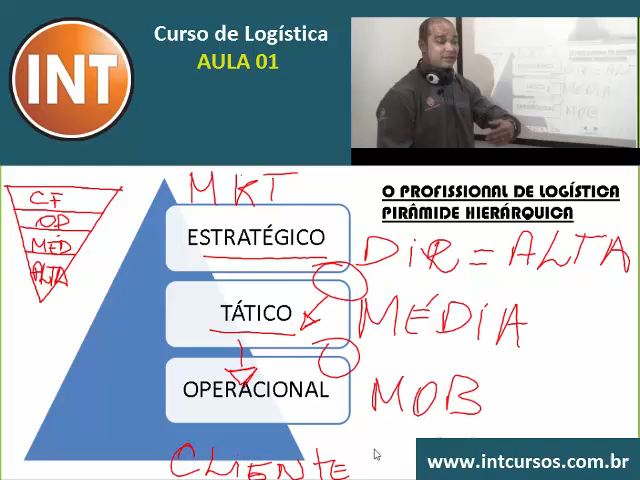 INT
Curso de Logística
AULA 01
O PROFISSIONAL DE LOGÍSTICA
PIRÂMIDE HIERÁRQUICA
MKT
ESTRATÉGICO
DIR = ALTA
TÁTICO
MÉDIA
OPERACIONAL
MOB
CLIENTE
CF
OP
MÉD
ALTA
www.intcursos.com.br